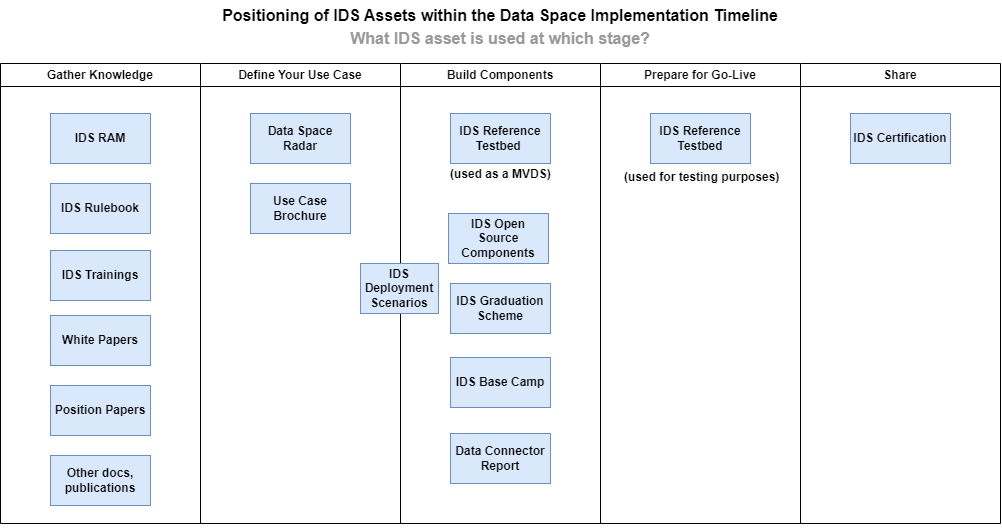 Positioning of IDS Assets within the Data Space Implementation Timeline
What IDS asset is used at which stage?
Gather Knowledge
Define Your Use Case
Build Components
Prepare for Go-Live
Share
IDS RAM
IDS Rulebook
IDS Trainings
White Papers
Position Papers
Other docs,
publications
Data Space
Radar
Use Case
Brochure
IDS
Deployment
Scenarios
IDS Reference
Testbed
(used as a MVDS)
IDS Open
Source
Components
IDS Graduation
Scheme
IDS Base Camp
Data Connector
Report
IDS Reference
Testbed
(used for testing purposes)
IDS Certification